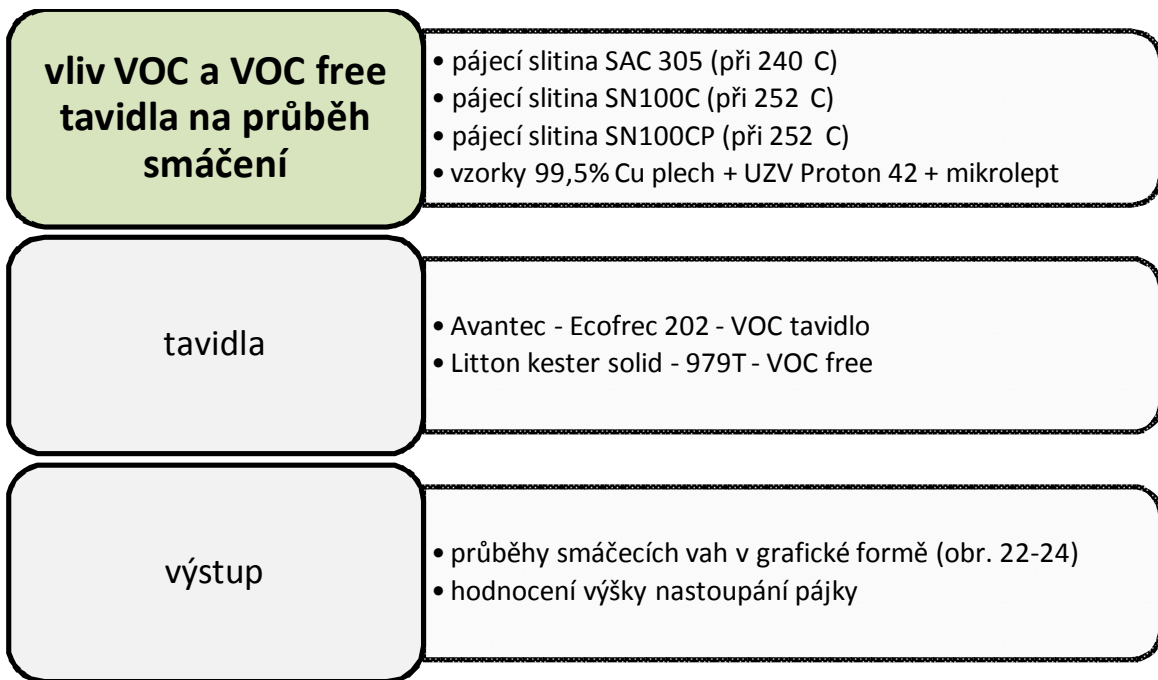 vliv VOC a VOC free
tavidla na průběh
smáčení
• pájecí slitina SAC 305 (při 240 C)
• pájecí slitina SN100C (při 252 C)
• pájecí slitina SN100CP (při 252 C)
• vzorky 99,5% Cu plech + UZV Proton 42 + mikrolept
tavidla
• Avantec - Ecofrec 202 - VOC tavidlo
• Litton kester solid - 979T - VOC free
výstup
• průběhy smáčecích vah v grafické formě (obr. 22-24)
• hodnocení výšky nastoupání pájky